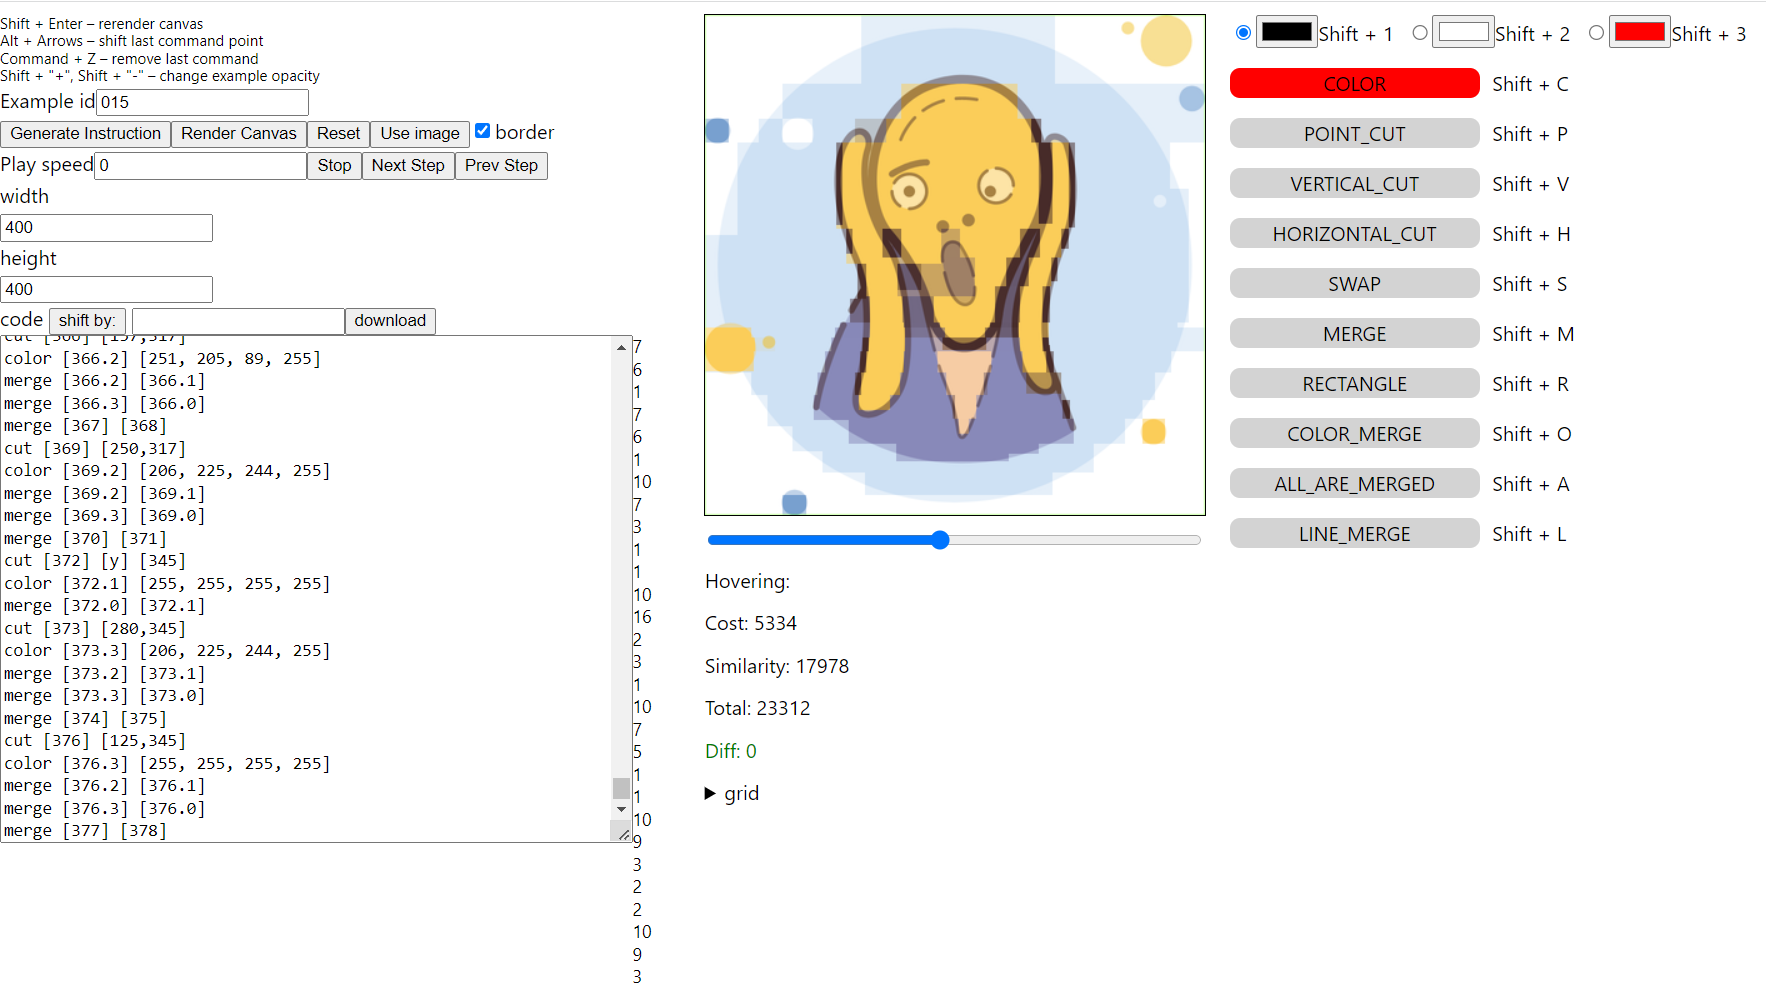 Shift + Enter – rerender canvas
Alt + Arrows – shift last command point
Command + Z – remove last command
Shift + "+", Shift + "-" – change example opacity
Example id 015
Generate Instruction Render Canvas Reset Use image border
Play speed 0 Stop Next Step Prev Step
width
400
height
400
code shift by: download
cut [366] [157,317]
color [366.2] [251, 205, 89, 255]
merge [366.2] [366.1]
merge [366.3] [366.0]
merge [367] [368]
cut [369] [250,317]
color [369.2] [206, 225, 244, 255]
merge [369.2] [369.1]
merge [369.3] [369.0]
merge [370] [371]
cut [372] [y] [345]
color [372.1] [255, 255, 255, 255]
merge [372.0] [372.1]
cut [373] [280,345]
color [373.3] [206, 225, 244, 255]
merge [373.2] [373.1]
merge [373.3] [373.0]
merge [374] [375]
cut [376] [125,345]
color [376.3] [255, 255, 255, 255]
merge [376.2] [376.1]
merge [376.3] [376.0]
merge [377] [378]
7
6
1
7
6
1
10
7
3
1
1
10
16
2
3
1
10
7
5
1
1
10
9
3
2
2
10
9
3
Hovering:
Cost: 5334
Similarity: 17978
Total: 23312
Diff: 0
grid
Shift + 1 Shift + 2 Shift + 3
COLOR Shift + C
POINT_CUT Shift + P
VERTICAL_CUT Shift + V
HORIZONTAL_CUT Shift + H
SWAP Shift + S
MERGE Shift + M
RECTANGLE Shift + R
COLOR_MERGE Shift + O
ALL_ARE_MERGED Shift + A
LINE_MERGE Shift + L